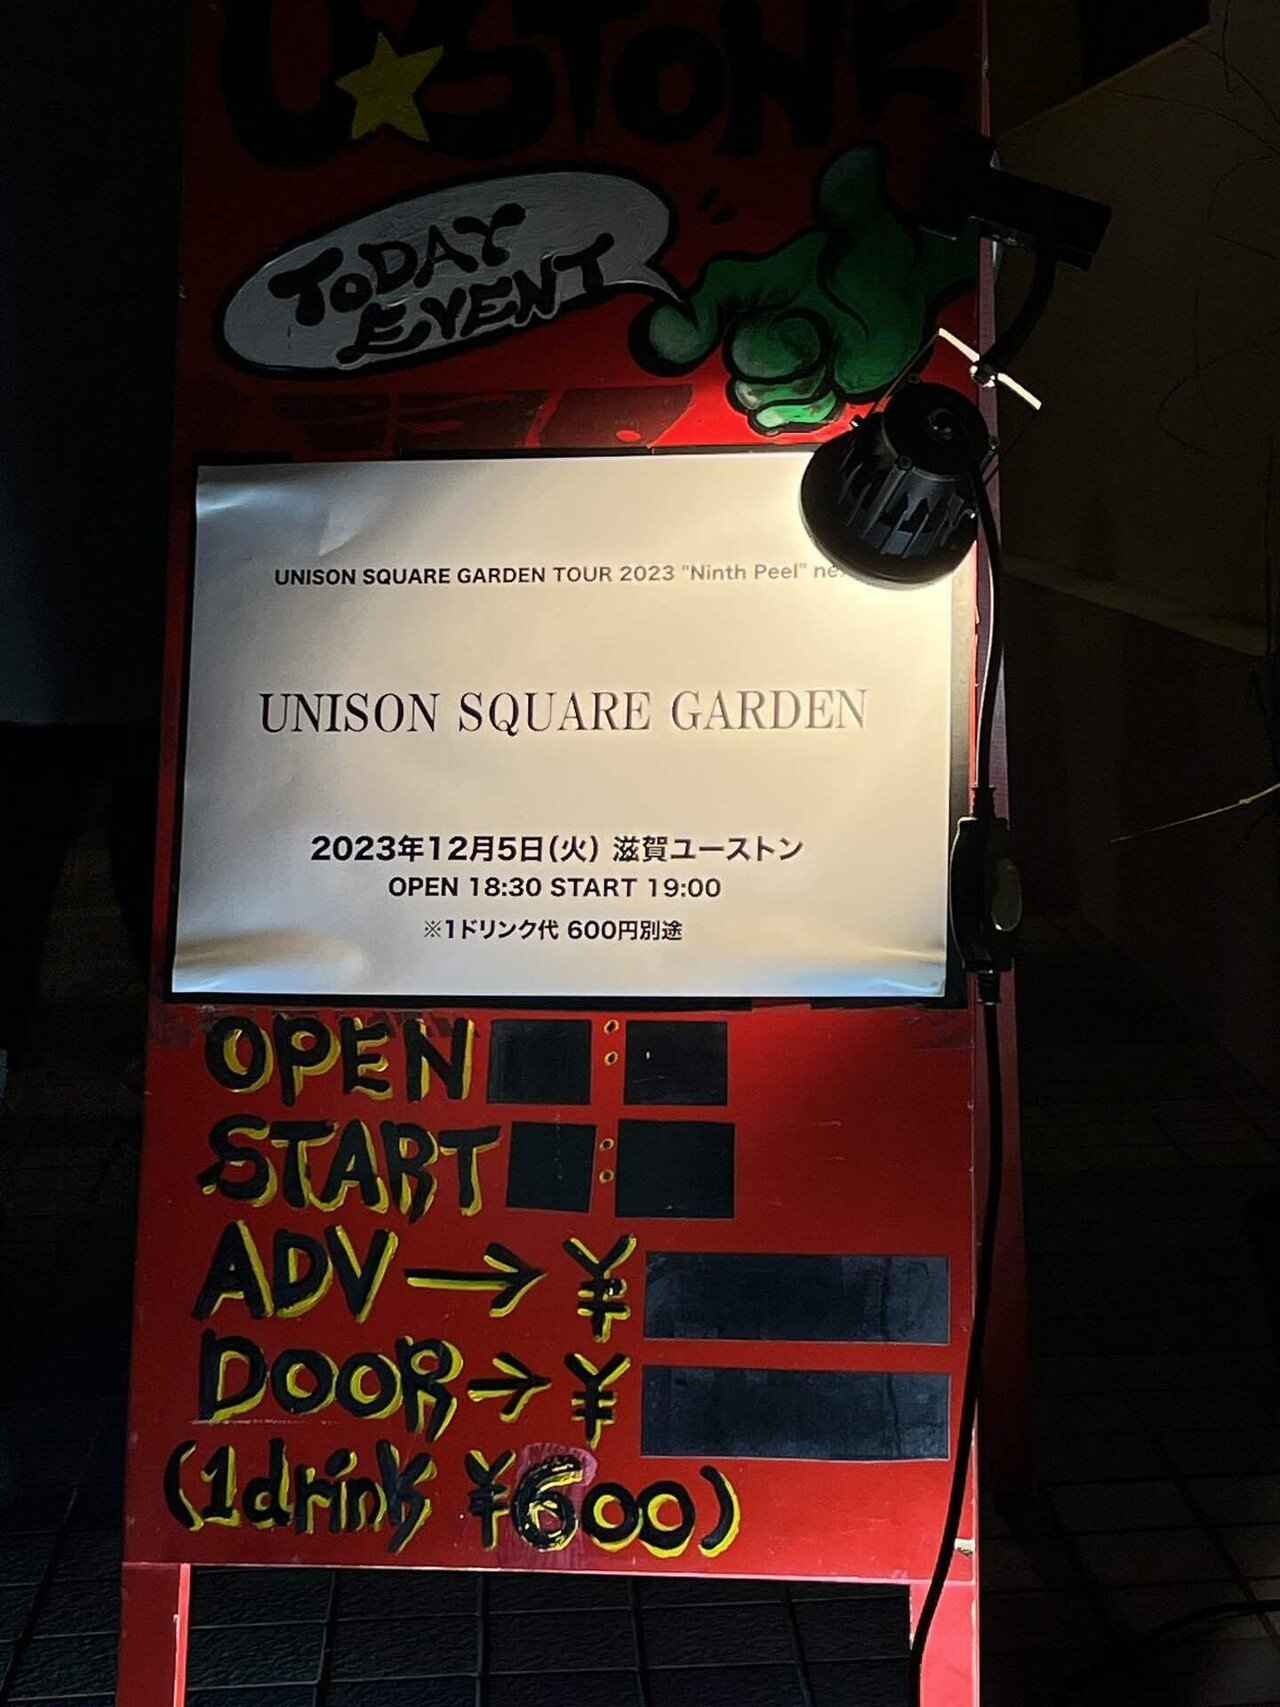 U★STONE
TODAY
EVENT
UNISON SQUARE GARDEN TOUR 2023 "Ninth Peel"
UNISON SQUARE GARDEN
2023年12月5日(火) 滋賀ユーストン
OPEN 18:30 START 19:00
※1ドリンク代 600円別途
OPEN :
START :
ADV→¥
DOOR→¥
(1drink ¥600)